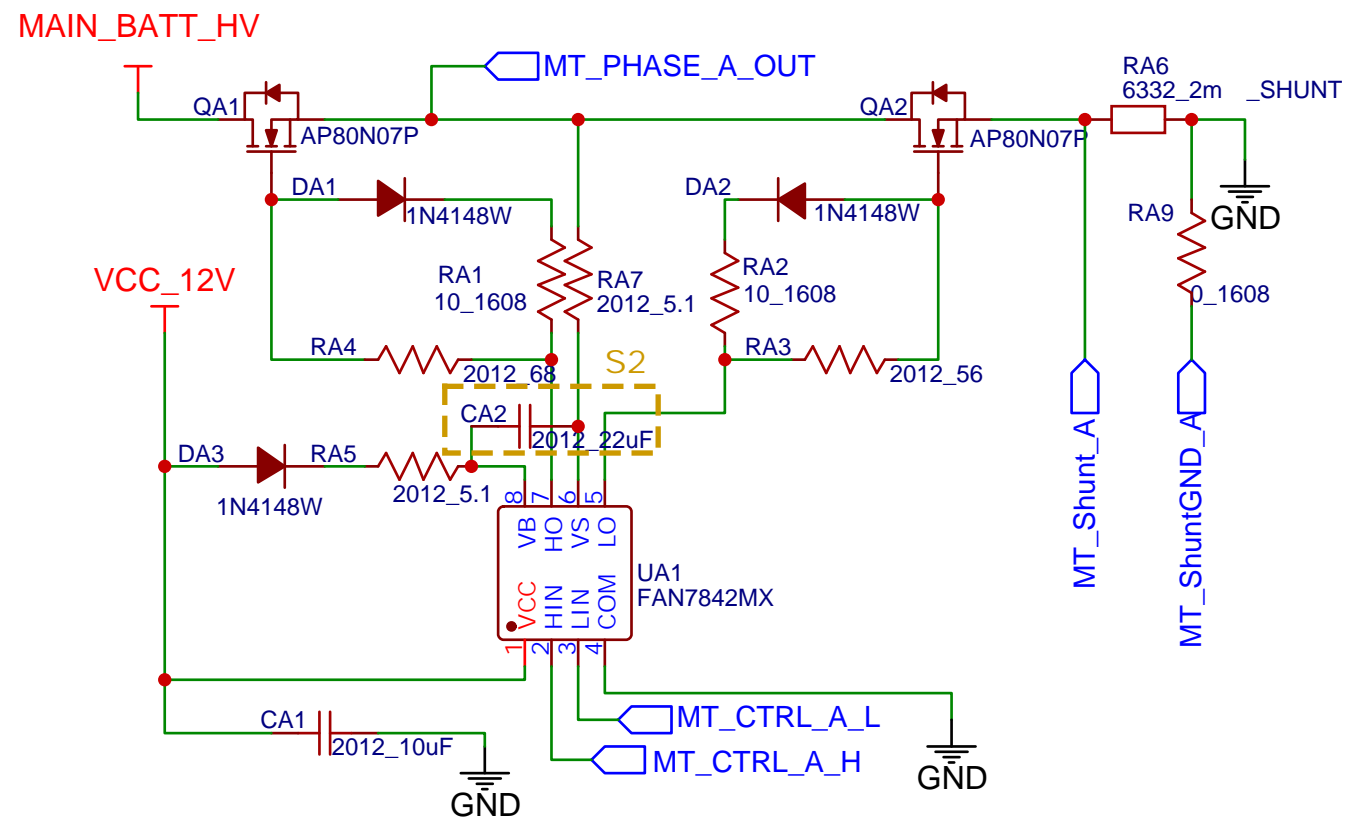 MAIN_BATT_HV
MT_PHASE_A_OUT
RA6
6332_2m _SHUNT
QA1
AP80N07P
QA2
AP80N07P
DA1
1N4148W
DA2
1N4148W
RA9
GND
VCC_12V
RA1
10_1608
RA7
2012_5.1
RA2
10_1608
0_1608
RA4
2012_68
S2
RA3
2012_56
CA2
2012_22uF
MT_Shunt_A
MT_ShuntGND_A
DA3
1N4148W
RA5
2012_5.1
8
7
6
5
VB
HO
VS
LO
UA1
FAN7842MX
VCC
HIN
LIN
COM
1
2
3
4
CA1
2012_10uF
GND
MT_CTRL_A_L
MT_CTRL_A_H
GND